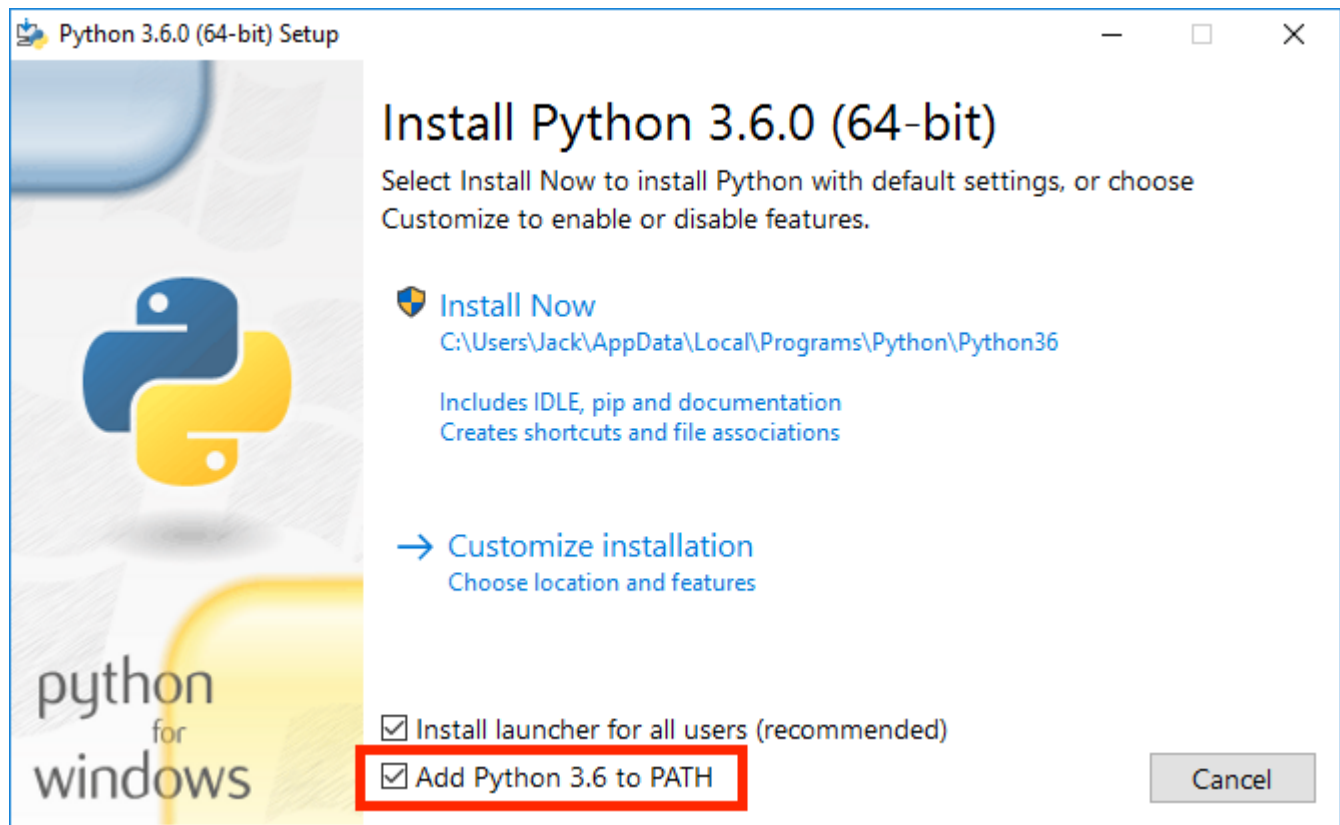 Python 3.6.0 (64-bit) Setup
Install Python 3.6.0 (64-bit)
Select Install Now to install Python with default settings, or choose
Customize to enable or disable features.
Install Now
C:\Users\Jack\AppData\Local\Programs\Python\Python36
Includes IDLE, pip and documentation
Creates shortcuts and file associations
Customize installation
Choose location and features
python
for
windows
Install launcher for all users (recommended)
Add Python 3.6 to PATH
Cancel